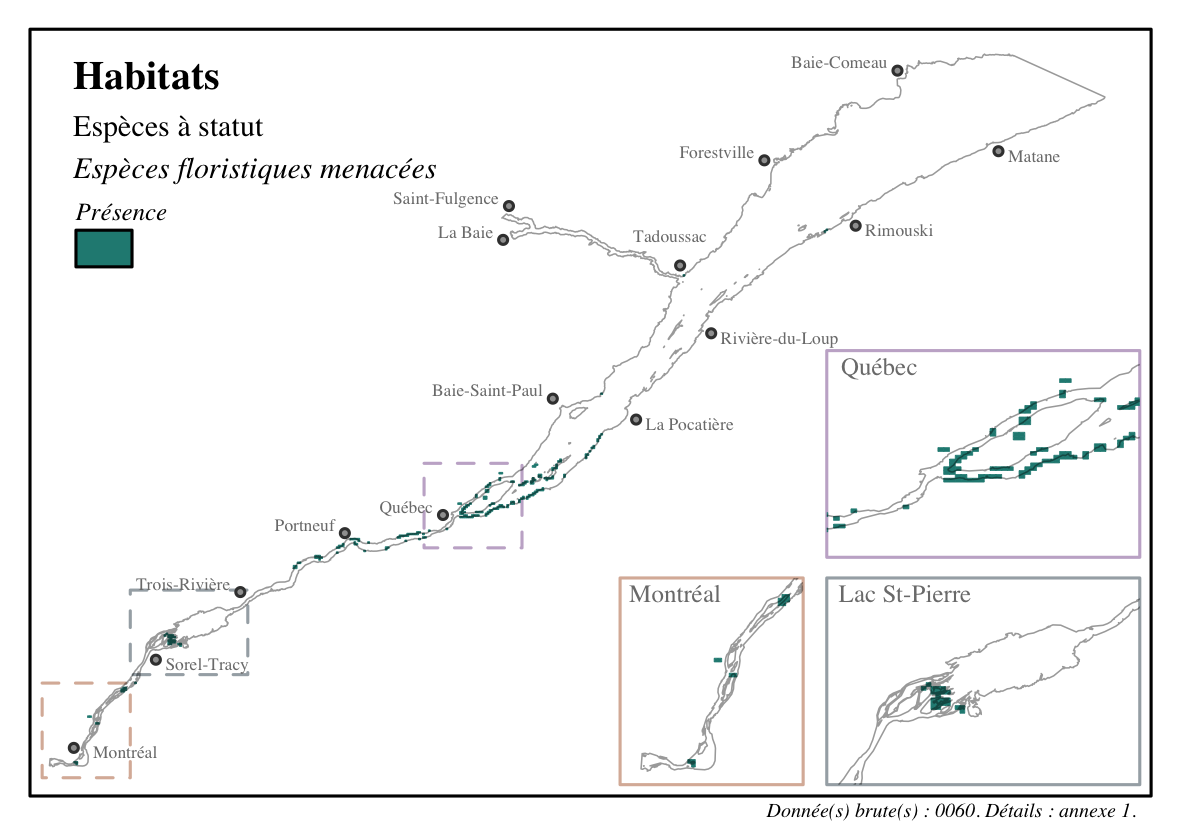 Habitats
Espèces à statut
Espèces floristiques menacées
Présence
Baie-Comeau
Forestville
Matane
Saint-Fulgence
La Baie
Tadoussac
Rimouski
Rivière-du-Loup
Québec
Baie-Saint-Paul
La Pocatière
Québec
Portneuf
Trois-Rivière
Montréal
Lac St-Pierre
Sorel-Tracy
Montréal
Donnée(s) brute(s) : 0060. Détails : annexe 1.